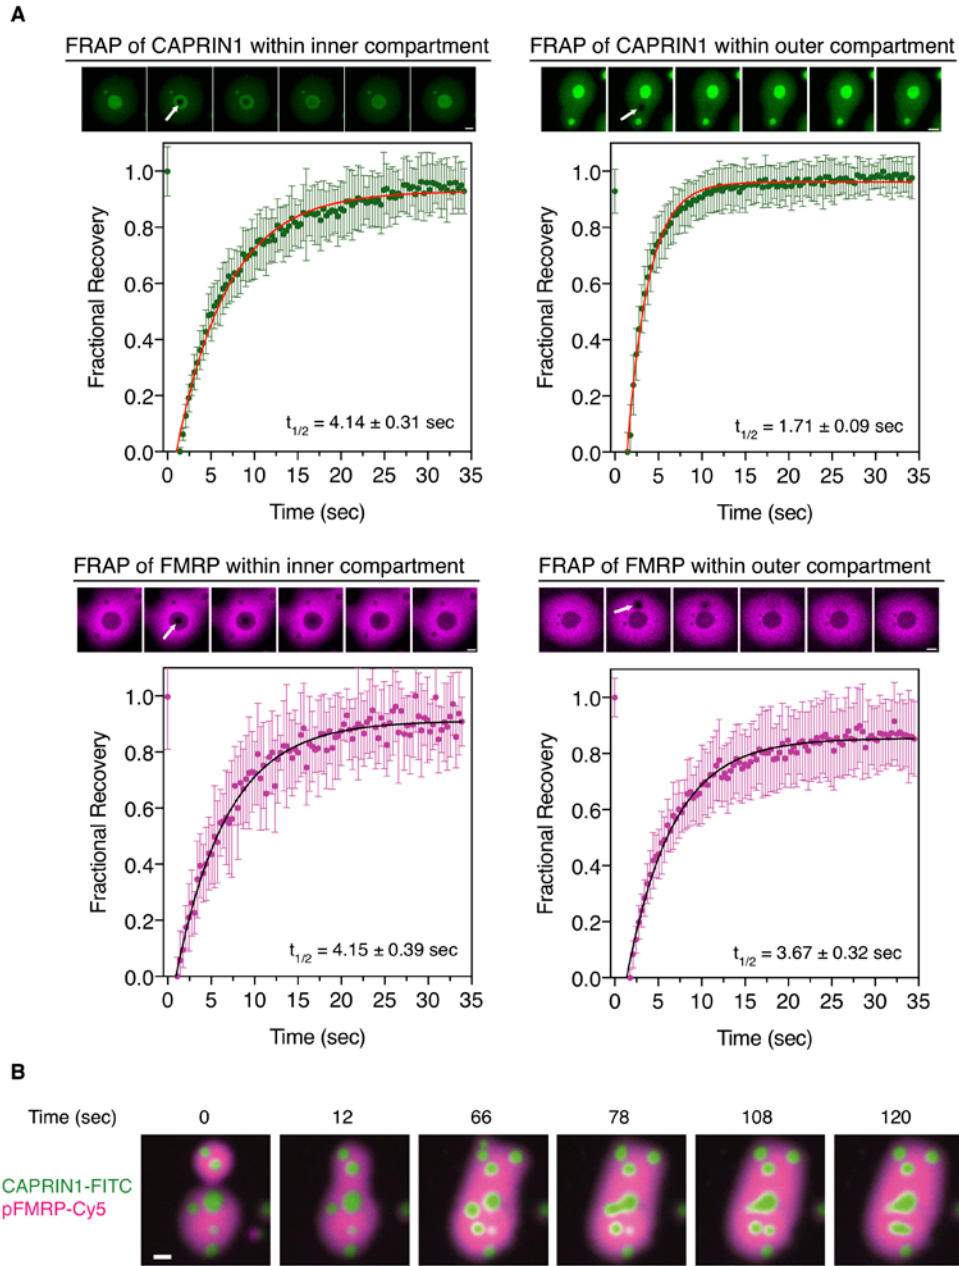 A
FRAP of CAPRIN1 within inner compartment
FRAP of CAPRIN1 within outer compartment
Fractional Recovery
1.0
0.8
0.6
0.4
0.2
0.0
t1/2 = 4.14 ± 0.31 sec
0 5 10 15 20 25 30 35
Time (sec)
Fractional Recovery
1.0
0.8
0.6
0.4
0.2
0.0
t1/2 = 1.71 ± 0.09 sec
0 5 10 15 20 25 30 35
Time (sec)
FRAP of FMRP within inner compartment
FRAP of FMRP within outer compartment
Fractional Recovery
1.0
0.8
0.6
0.4
0.2
0.0
t1/2 = 4.15 ± 0.39 sec
0 5 10 15 20 25 30 35
Time (sec)
Fractional Recovery
1.0
0.8
0.6
0.4
0.2
0.0
t1/2 = 3.67 ± 0.32 sec
0 5 10 15 20 25 30 35
Time (sec)
B
Time (sec) 0 12 66 78 108 120
CAPRIN1-FITC
pFMRP-Cy5